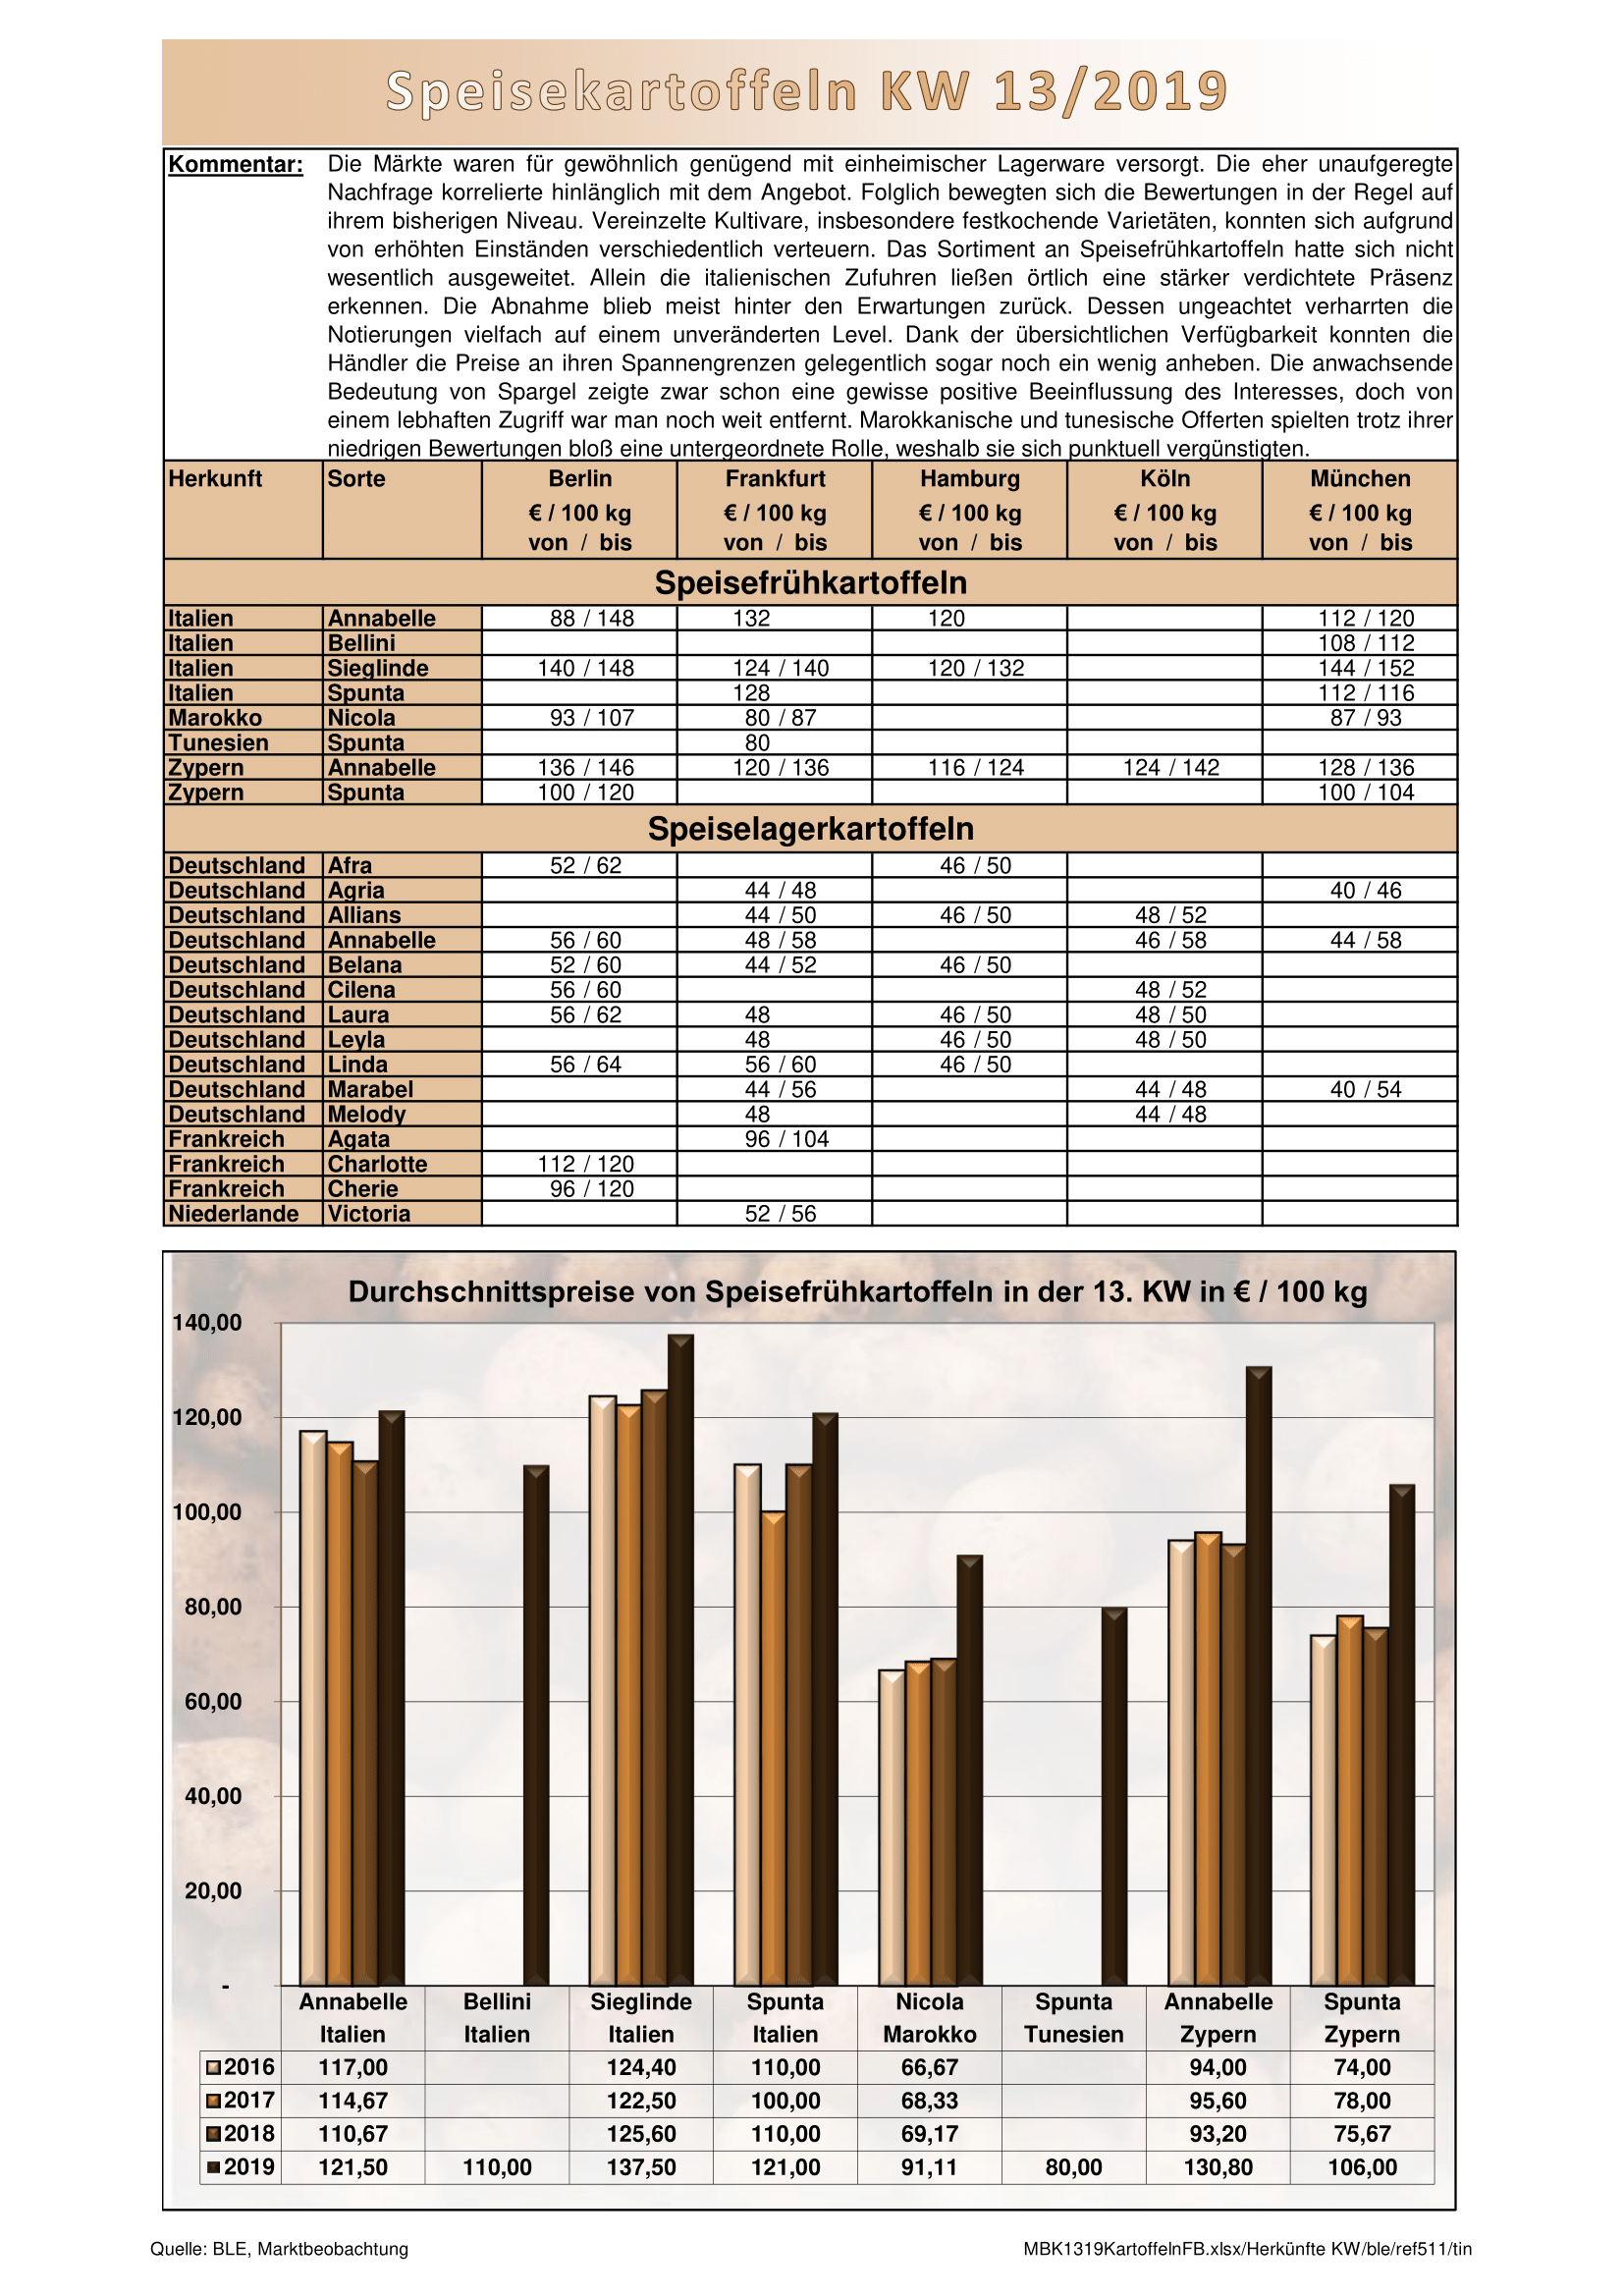 Speisekartoffeln KW 13/2019
Kommentar: Die Märkte waren für gewöhnlich genügend mit einheimischer Lagerware versorgt. Die eher unaufgeregte
Nachfrage korrelierte hinlänglich mit dem Angebot. Folglich bewegten sich die Bewertungen in der Regel auf
ihrem bisherigen Niveau. Vereinzelte Kultivare, insbesondere festkochende Varietäten, konnten sich aufgrund
von erhöhten Einständen verschiedentlich verteuern. Das Sortiment an Speisefrühkartoffeln hatte sich nicht
wesentlich ausgeweitet. Allein die italienischen Zufuhren ließen örtlich eine stärker verdichtete Präsenz
erkennen. Die Abnahme blieb meist hinter den Erwartungen zurück. Dessen ungeachtet verharrten die
Notierungen vielfach auf einem unveränderten Level. Dank der übersichtlichen Verfügbarkeit konnten die
Händler die Preise an ihren Spannengrenzen gelegentlich sogar noch ein wenig anheben. Die anwachsende
Bedeutung von Spargel zeigte zwar schon eine gewisse positive Beeinflussung des Interesses, doch von
einem lebhaften Zugriff war man noch weit entfernt. Marokkanische und tunesische Offerten spielten trotz ihrer
niedrigen Bewertungen bloß eine untergeordnete Rolle, weshalb sie sich punktuell vergünstigten.
Herkunft Sorte Berlin Frankfurt Hamburg Köln München
€ / 100 kg € / 100 kg € / 100 kg € / 100 kg € / 100 kg
von / bis von / bis von / bis von / bis von / bis
Speisefrühkartoffeln
Italien Annabelle 88 / 148 132 120 112 / 120
Italien Bellini 108 / 112
Italien Sieglinde 140 / 148 124 / 140 120 / 132 144 / 152
Italien Spunta 128 112 / 116
Marokko Nicola 93 / 107 80 / 87 87 / 93
Tunesien Spunta 80
Zypern Annabelle 136 / 146 120 / 136 116 / 124 124 / 142 128 / 136
Zypern Spunta 100 / 120 100 / 104
Speiselagerkartoffeln
Deutschland Afra 52 / 62 46 / 50
Deutschland Agria 44 / 48 40 / 46
Deutschland Allians 44 / 50 46 / 50 48 / 52
Deutschland Annabelle 56 / 60 48 / 58 46 / 58 44 / 58
Deutschland Belana 52 / 60 44 / 52 46 / 50
Deutschland Cilena 56 / 60 48 / 52
Deutschland Laura 56 / 62 48 46 / 50 48 / 50
Deutschland Leyla 48 46 / 50 48 / 50
Deutschland Linda 56 / 64 56 / 60 46 / 50
Deutschland Marabel 44 / 56 44 / 48 40 / 54
Deutschland Melody 48 44 / 48
Frankreich Agata 96 / 104
Frankreich Charlotte 112 / 120
Frankreich Cherie 96 / 120
Niederlande Victoria 52 / 56
Durchschnittspreise von Speisefrühkartoffeln in der 13. KW in € / 100 kg
140,00
120,00
100,00
80,00
60,00
40,00
20,00
-
Annabelle Bellini Sieglinde Spunta Nicola Spunta Annabelle Spunta
Italien Italien Italien Italien Marokko Tunesien Zypern Zypern
2016 117,00 124,40 110,00 66,67 94,00 74,00
2017 114,67 122,50 100,00 68,33 95,60 78,00
2018 110,67 125,60 110,00 69,17 93,20 75,67
2019 121,50 110,00 137,50 121,00 91,11 80,00 130,80 106,00
Quelle: BLE, Marktbeobachtung MBK1319KartoffelnFB.xlsx/Herkünfte KW/ble/ref511/tin